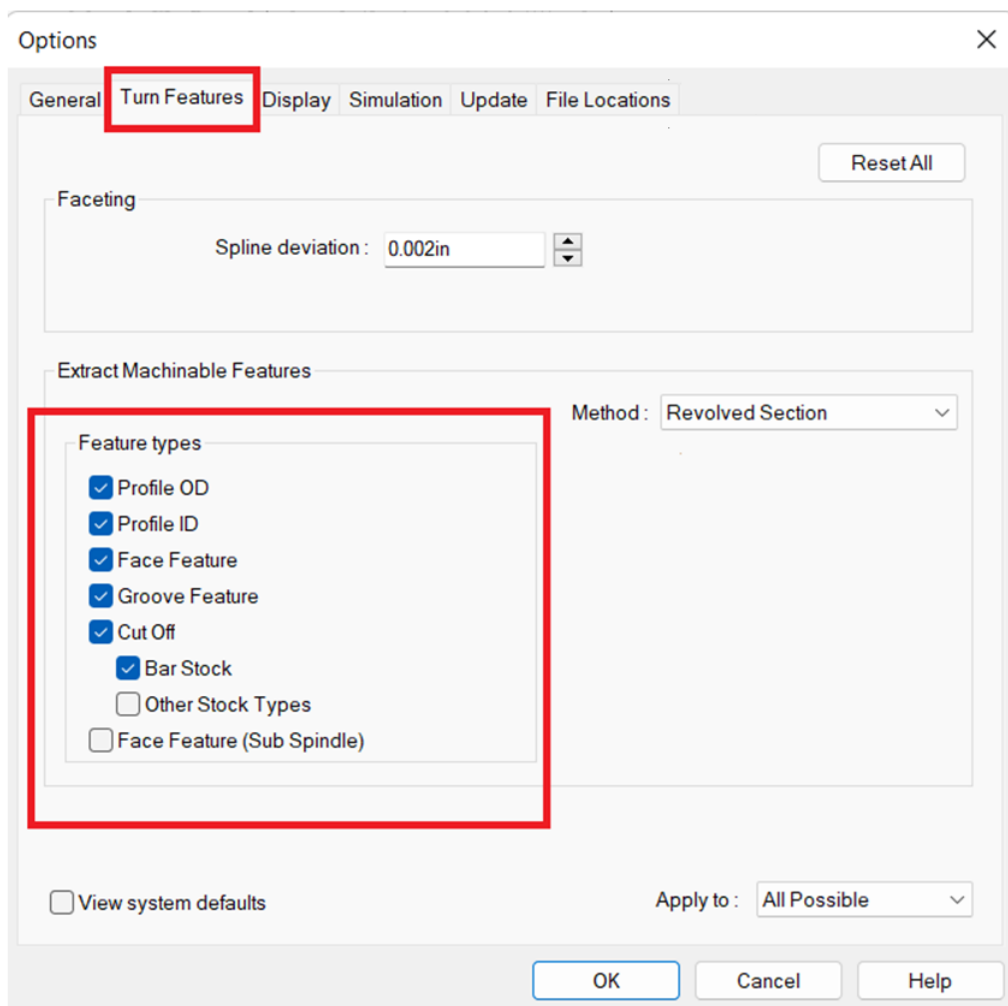 Options
General Turn Features Display Simulation Update File Locations
Reset All
Faceting
Spline deviation : 0.002in
Extract Machinable Features
Method : Revolved Section
Feature types
Profile OD
Profile ID
Face Feature
Groove Feature
Cut Off
Bar Stock
Other Stock Types
Face Feature (Sub Spindle)
View system defaults
Apply to : All Possible
OK Cancel Help